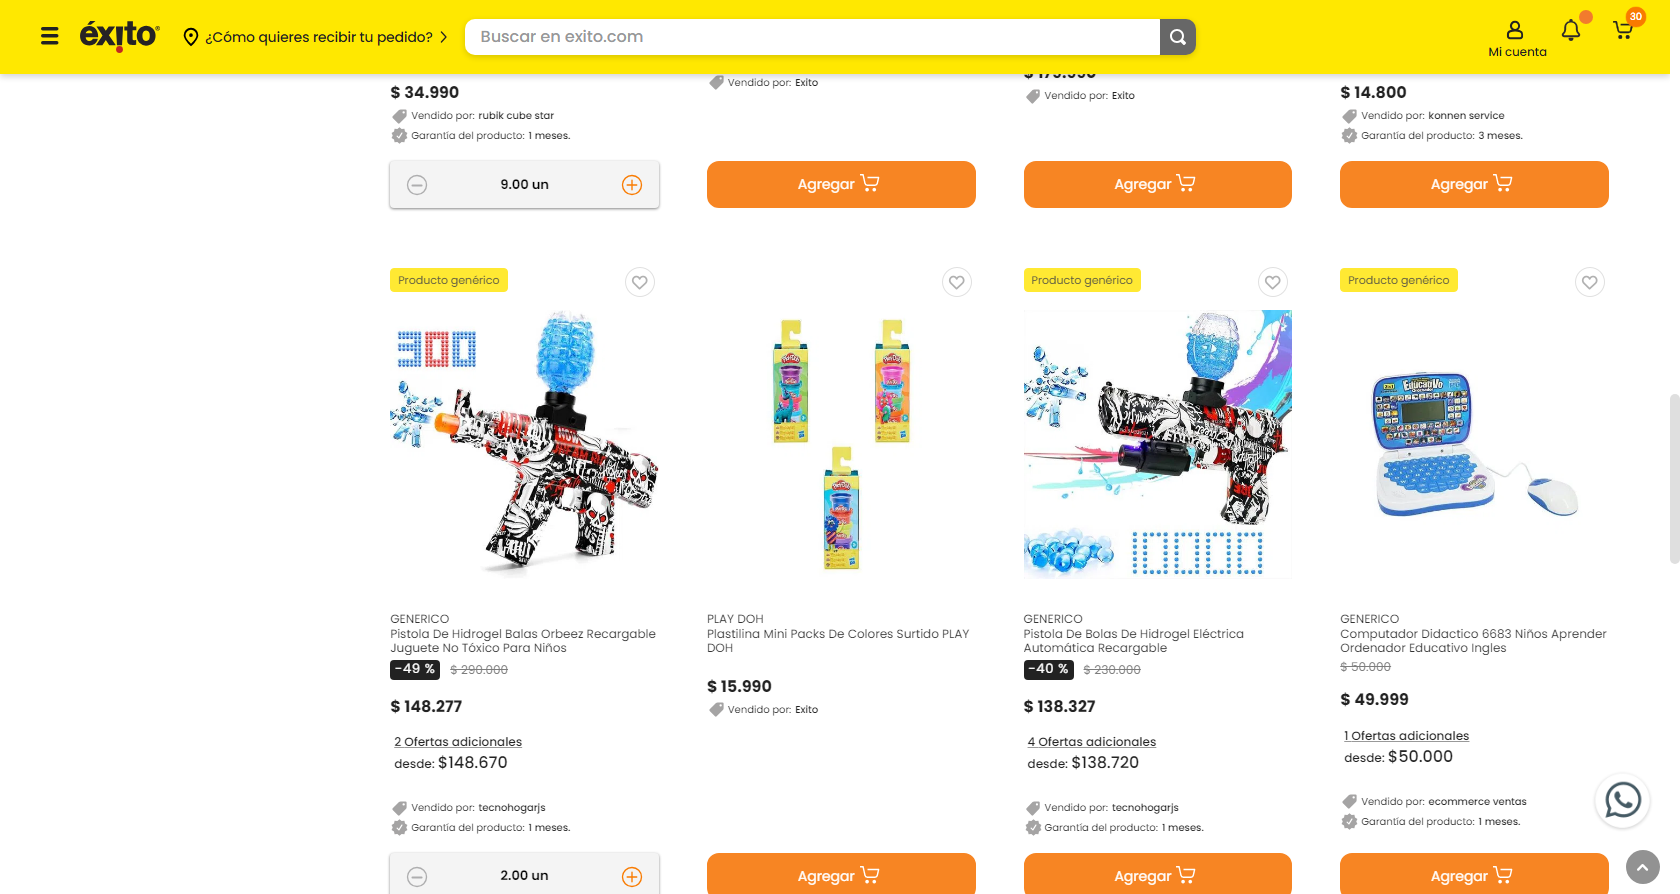 éxito
¿Cómo quieres recibir tu pedido?
Buscar en exito.com
Mi cuenta
30
$ 34.990
Vendido por: rubik cube star
Garantía del producto: 1 meses.
9.00 un
Vendido por: Exito
Agregar
$ 179.990
Vendido por: Exito
Agregar
$ 14.800
Vendido por: konnen service
Garantía del producto: 3 meses.
Agregar
Producto genérico
300
GENERICO
Pistola De Hidrogel Balas Orbeez Recargable
Juguete No Tóxico Para Niños
-49 % $ 290.000
$ 148.277
2 Ofertas adicionales
desde: $148.670
Vendido por: tecnohogarjs
Garantía del producto: 1 meses.
2.00 un
PLAY DOH
Plastilina Mini Packs De Colores Surtido PLAY
DOH
$ 15.990
Vendido por: Exito
Agregar
Producto genérico
10000
GENERICO
Pistola De Bolas De Hidrogel Eléctrica
Automática Recargable
-40 % $ 230.000
$ 138.327
4 Ofertas adicionales
desde: $138.720
Vendido por: tecnohogarjs
Garantía del producto: 1 meses.
Agregar
Producto genérico
GENERICO
Computador Didactico 6683 Niños Aprender
Ordenador Educativo Ingles
$ 50.000
$ 49.999
1 Ofertas adicionales
desde: $50.000
Vendido por: ecommerce ventas
Garantía del producto: 1 meses.
Agregar